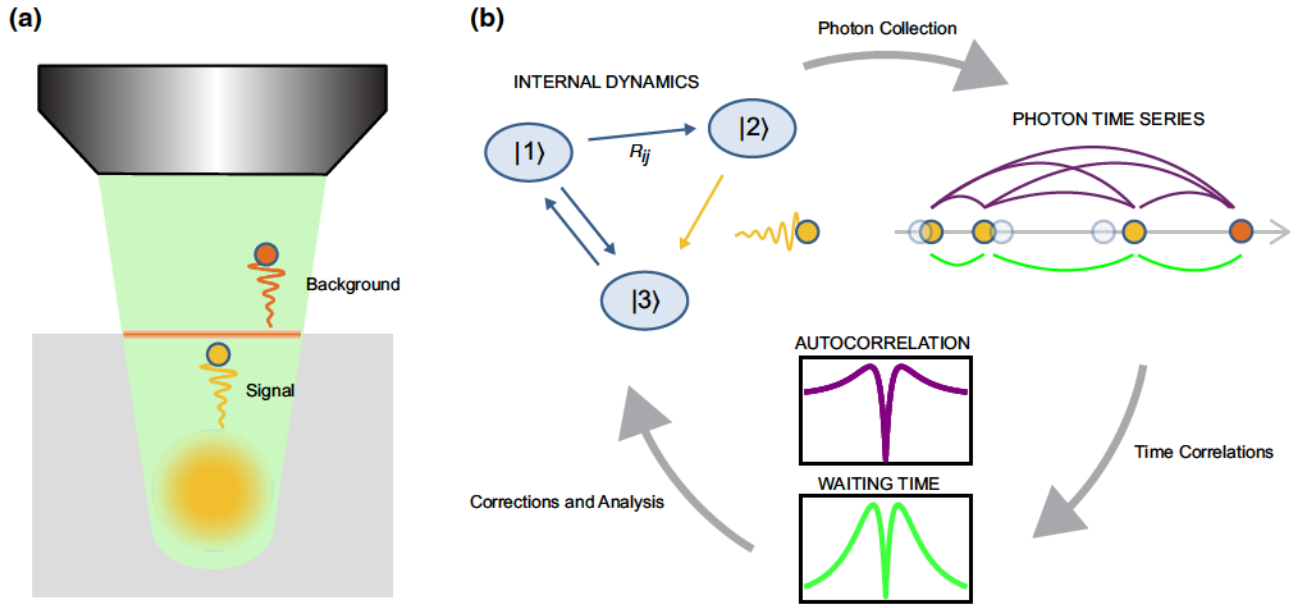 (a)
Background
Signal
(b)
Photon Collection
INTERNAL DYNAMICS
|1⟩
|2⟩
R_ij
|3⟩
PHOTON TIME SERIES
AUTOCORRELATION
WAITING TIME
Time Correlations
Corrections and Analysis